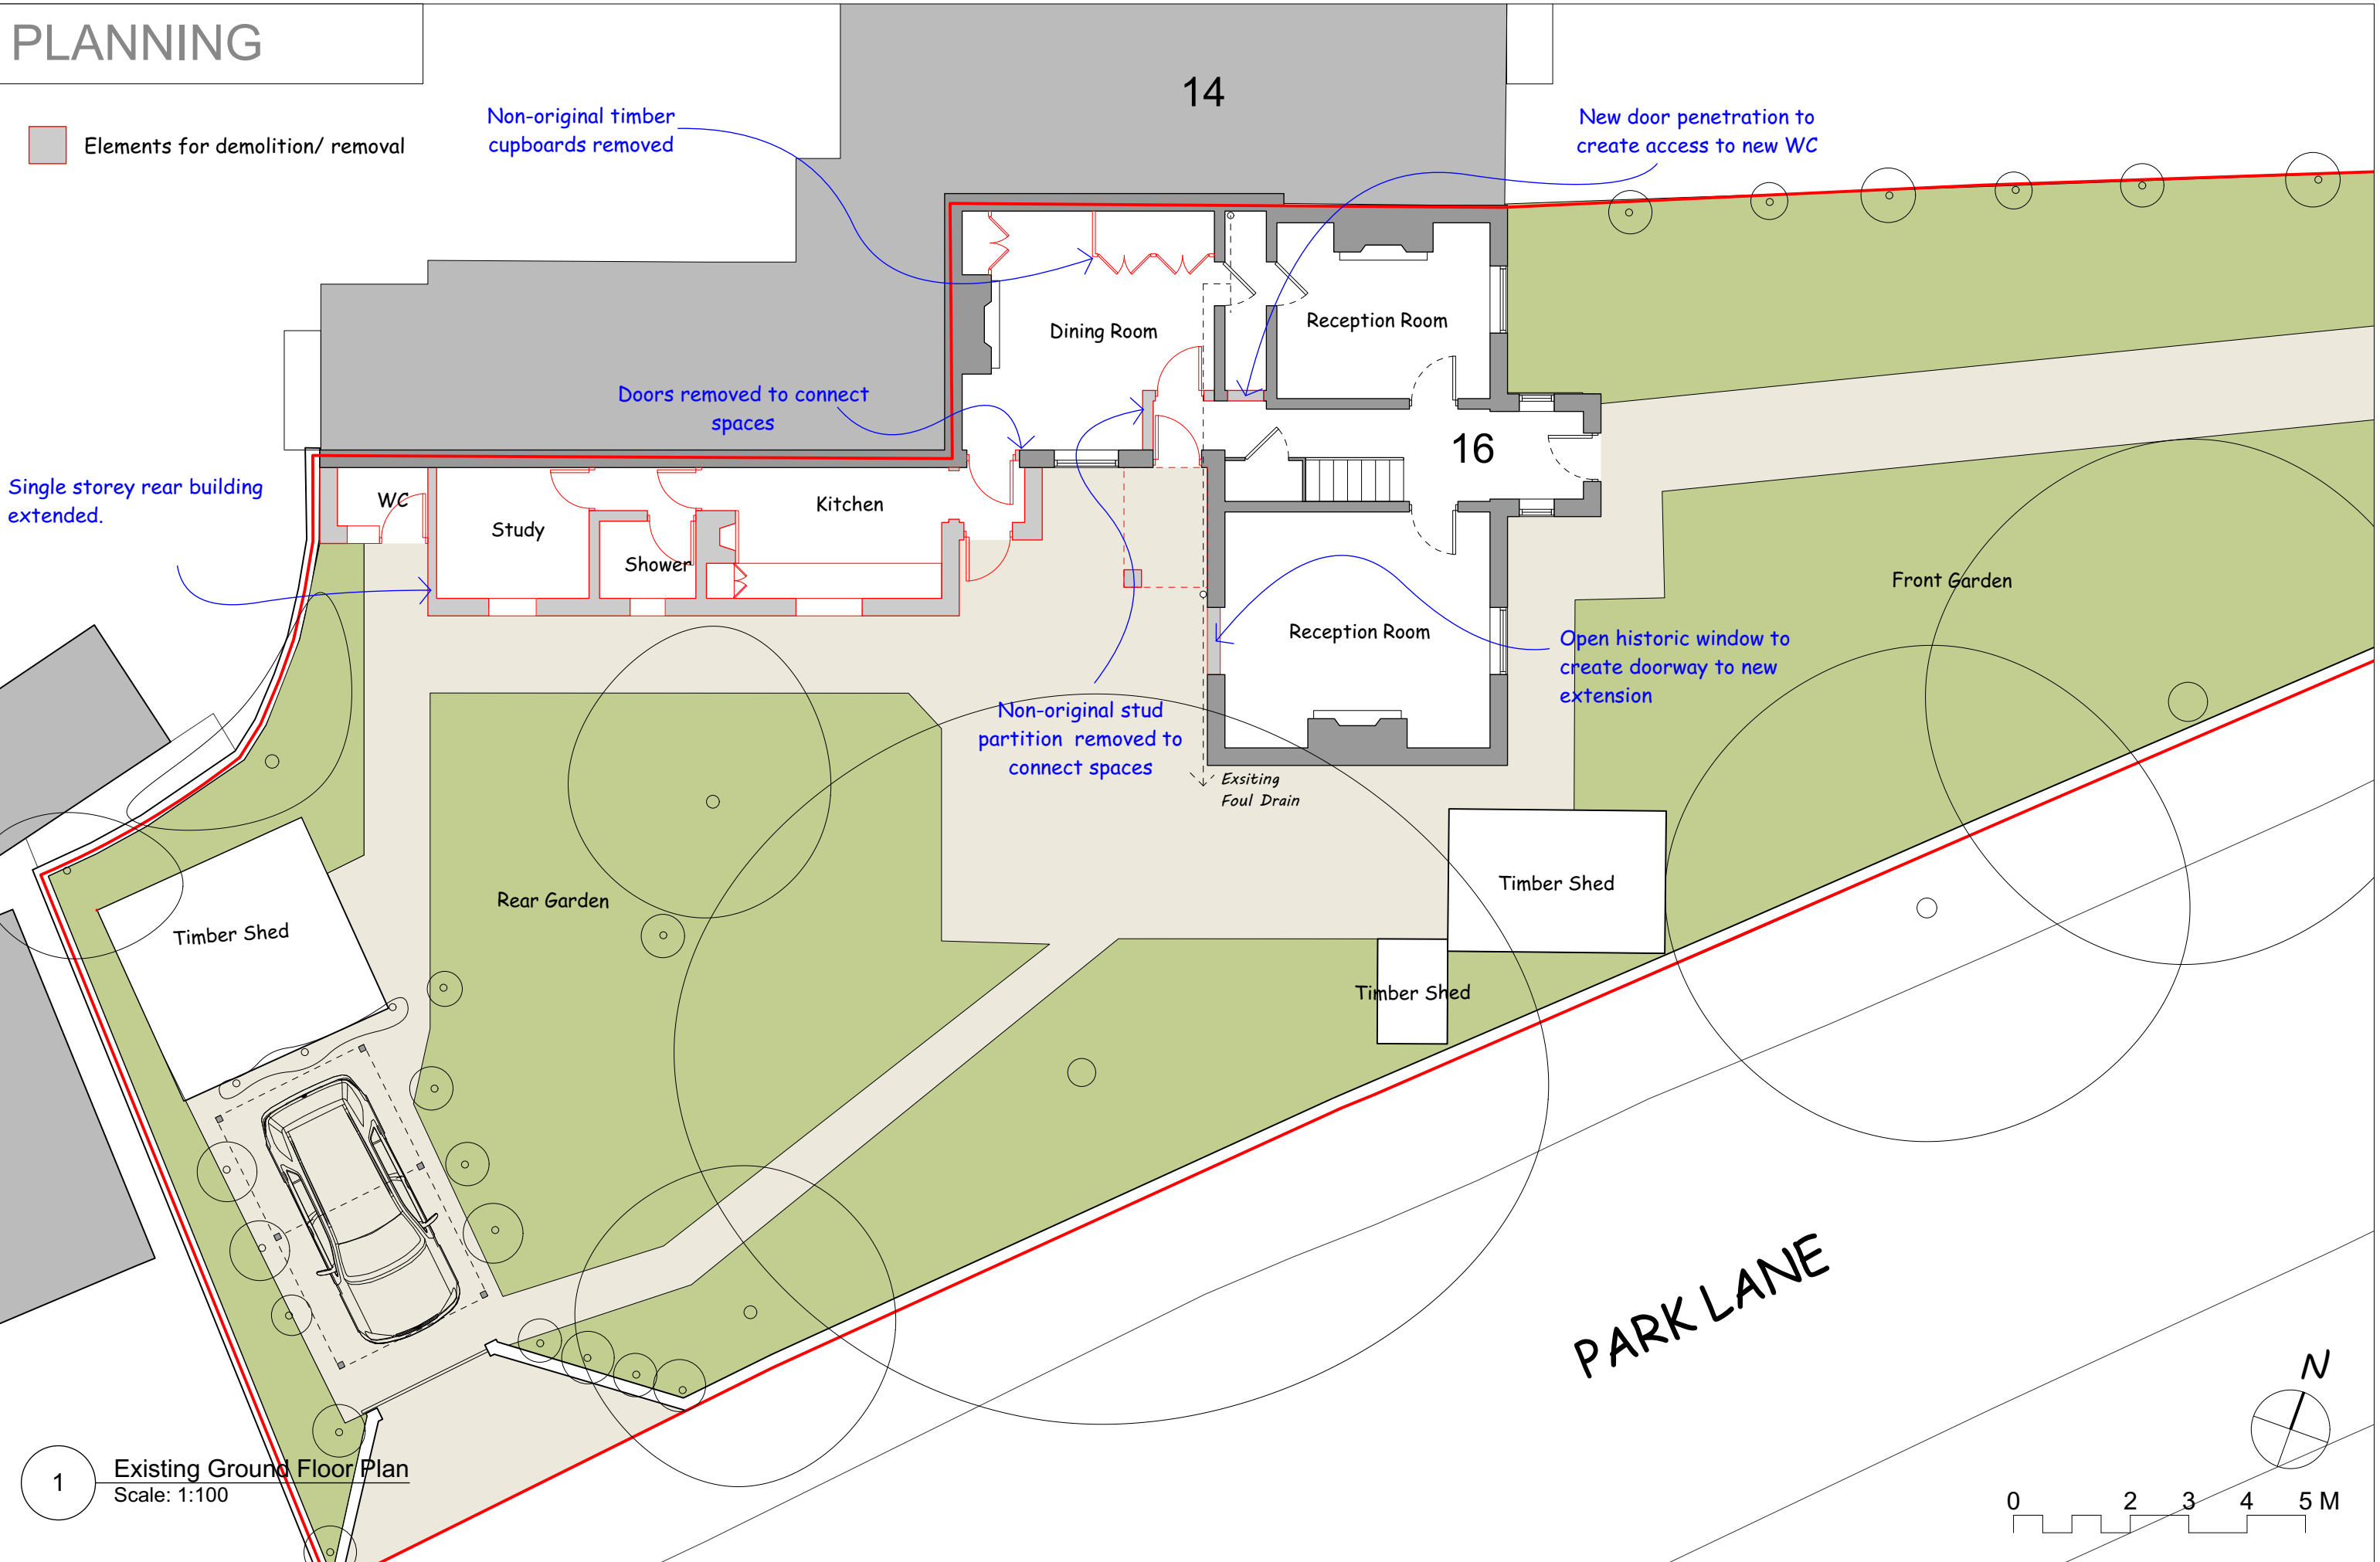 PLANNING
Elements for demolition/ removal
Non-original timber
cupboards removed
14
New door penetration to
create access to new WC
Dining Room
Reception Room
Doors removed to connect
spaces
16
Single storey rear building
extended.
WC
Study
Shower
Kitchen
Front Garden
Reception Room
Open historic window to
create doorway to new
extension
Non-original stud
partition removed to
connect spaces
Exsiting
Foul Drain
Rear Garden
Timber Shed
Timber Shed
Timber Shed
PARK LANE
N
1
Existing Ground Floor Plan
Scale: 1:100
0 2 3 4 5 M